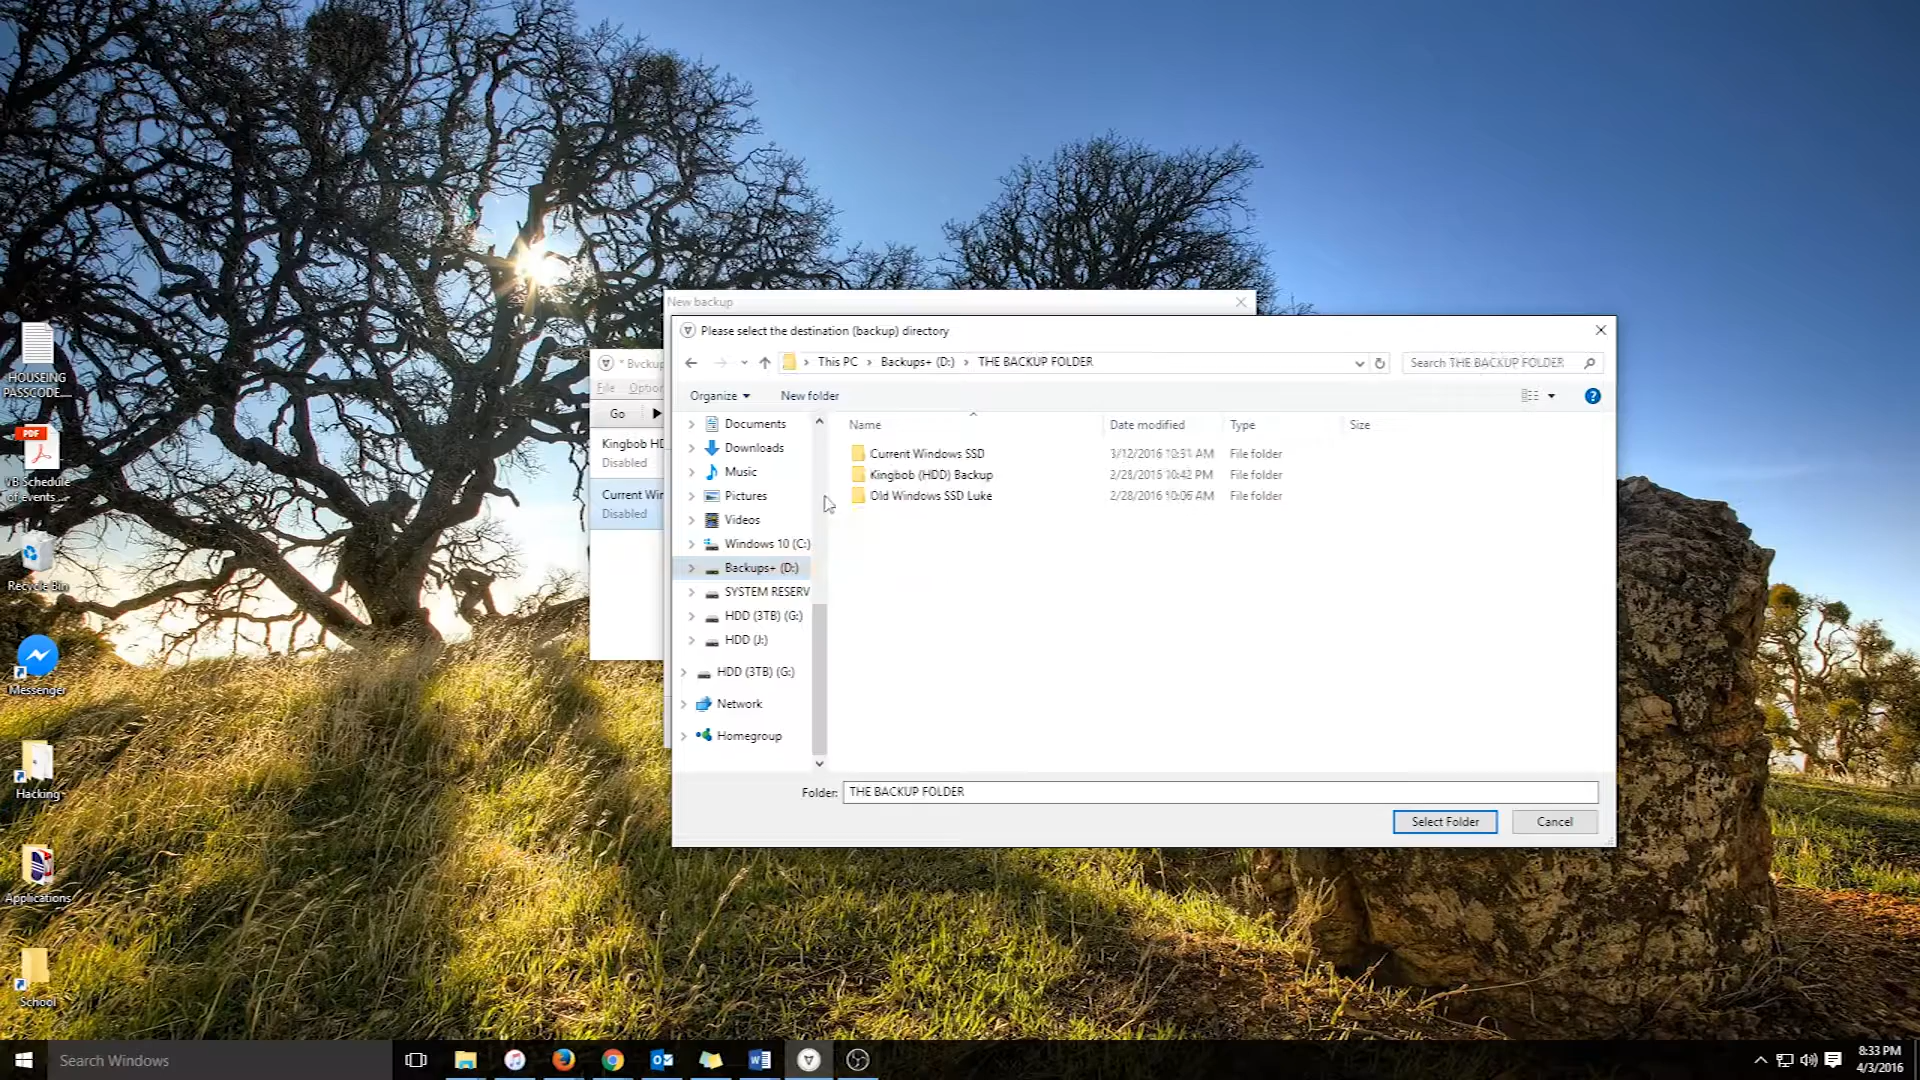 HOUSEING
PASSCODE....
PDF
VB Schedule
of events ...
Recycle Bin
Messenger
Hacking
Applications
School
New backup
* Bvckup
File Option
Go
Kingbob HD
Disabled
Current Wir
Disabled
Please select the destination (backup) directory
This PC > Backups+ (D:) > THE BACKUP FOLDER
Search THE BACKUP FOLDER
Organize
New folder
?
Documents
Downloads
Music
Pictures
Videos
Windows 10 (C:)
Backups+ (D:)
SYSTEM RESERV
HDD (3TB) (G:)
HDD (J:)
HDD (3TB) (G:)
Network
Homegroup
Name Date modified Type Size
Current Windows SSD 3/12/2016 10:31 AM File folder
Kingbob (HDD) Backup 2/28/2016 10:42 PM File folder
Old Windows SSD Luke 2/28/2016 10:06 AM File folder
Folder: THE BACKUP FOLDER
Select Folder
Cancel
Search Windows
8:33 PM
4/3/2016